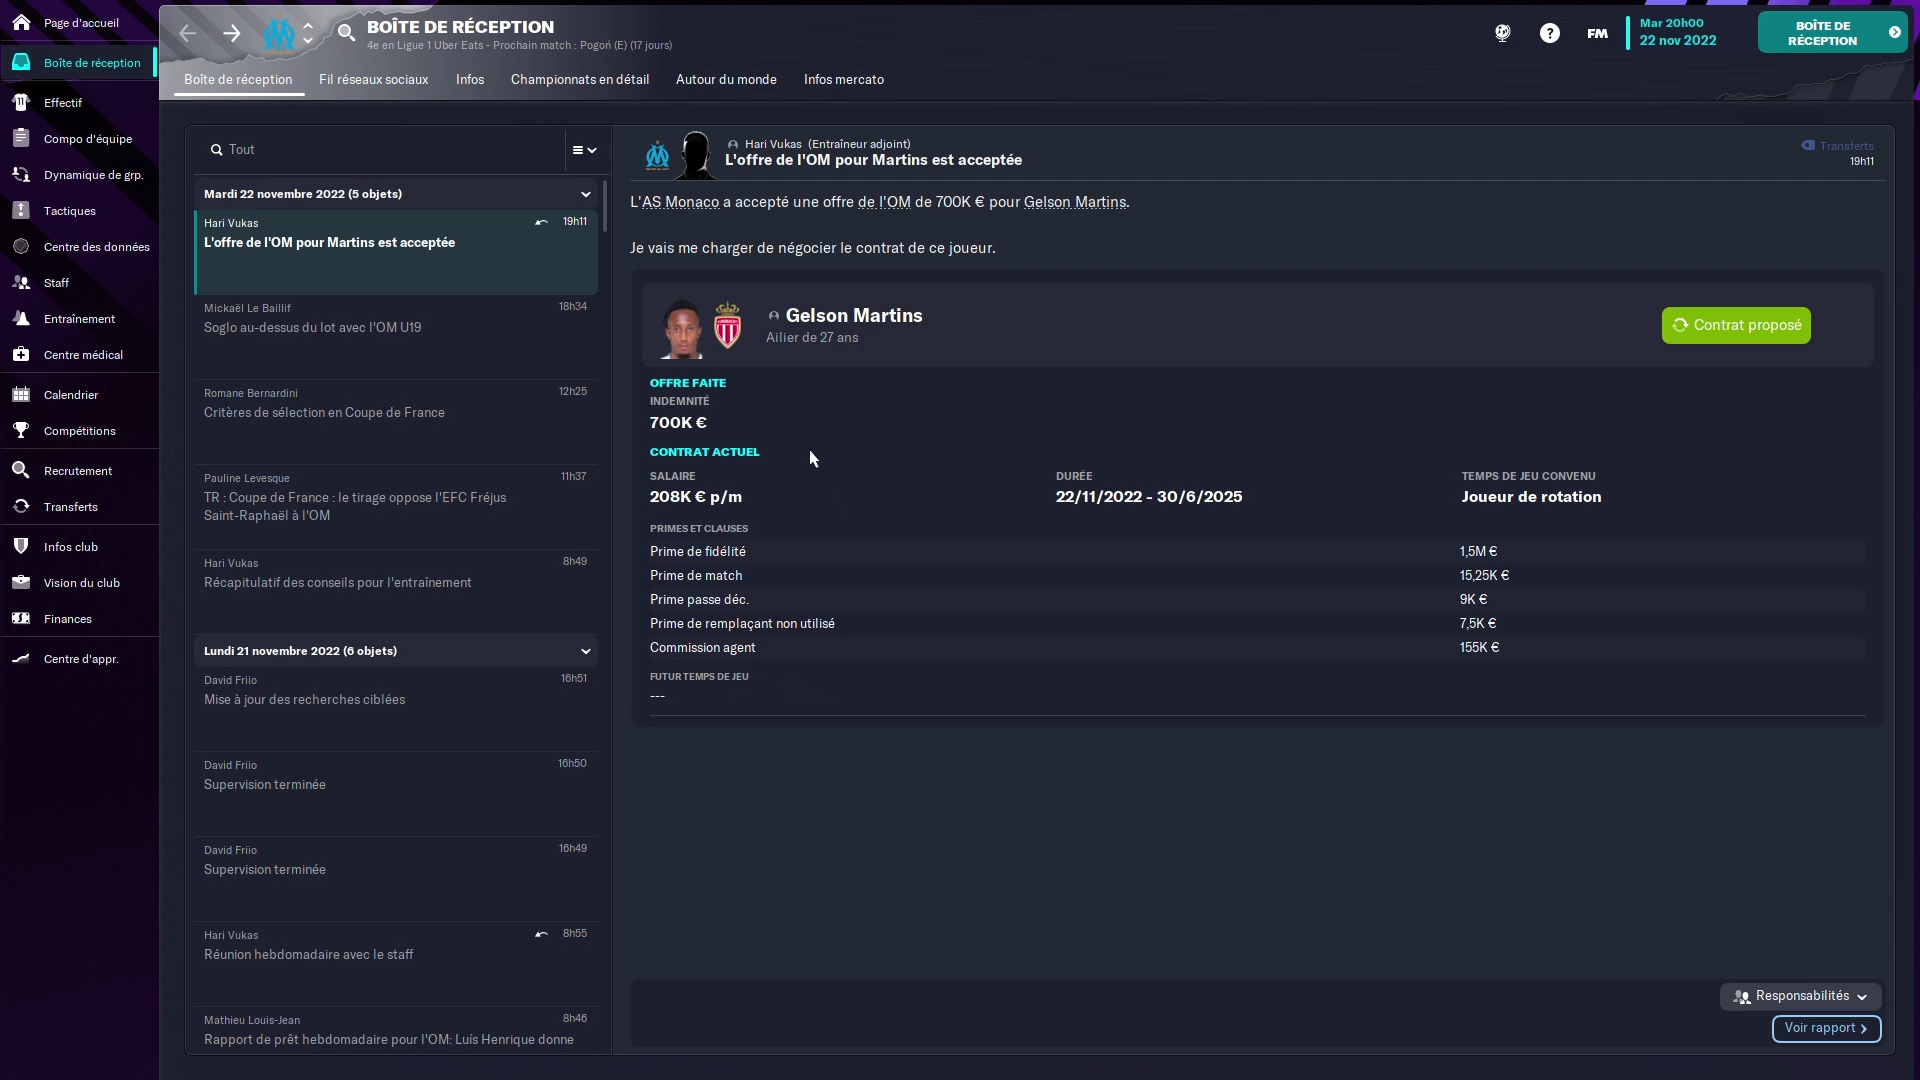 Page d'accueil
Boîte de réception
Effectif
Compo d'équipe
Dynamique de grp.
Tactiques
Centre des données
Staff
Entraînement
Centre médical
Calendrier
Compétitions
Recrutement
Transferts
Infos club
Vision du club
Finances
Centre d'appr.
BOÎTE DE RÉCEPTION
4e en Ligue 1 Uber Eats - Prochain match : Pogoń (E) (17 jours)
FM
Mar 20h00
22 nov 2022
BOÎTE DE
RÉCEPTION
Boîte de réception
Fil réseaux sociaux
Infos
Championnats en détail
Autour du monde
Infos mercato
Tout
Mardi 22 novembre 2022 (5 objets)
Hari Vukas 19h11
L'offre de l'OM pour Martins est acceptée
Mickaël Le Baillif 18h34
Soglo au-dessus du lot avec l'OM U19
Romane Bernardini 12h25
Critères de sélection en Coupe de France
Pauline Levesque 11h37
TR : Coupe de France : le tirage oppose l'EFC Fréjus
Saint-Raphaël à l'OM
Hari Vukas 8h49
Récapitulatif des conseils pour l'entraînement
Lundi 21 novembre 2022 (6 objets)
David Friio 16h51
Mise à jour des recherches ciblées
David Friio 16h50
Supervision terminée
David Friio 16h49
Supervision terminée
Hari Vukas 8h55
Réunion hebdomadaire avec le staff
Mathieu Louis-Jean 8h46
Rapport de prêt hebdomadaire pour l'OM: Luís Henrique donne
Hari Vukas (Entraîneur adjoint)
L'offre de l'OM pour Martins est acceptée
Transferts
19h11
L'AS Monaco a accepté une offre de l'OM de 700K € pour Gelson Martins.
Je vais me charger de négocier le contrat de ce joueur.
Gelson Martins
Ailier de 27 ans
Contrat proposé
OFFRE FAITE
INDEMNITÉ
700K €
CONTRAT ACTUEL
SALAIRE DURÉE TEMPS DE JEU CONVENU
208K € p/m 22/11/2022 - 30/6/2025 Joueur de rotation
PRIMES ET CLAUSES
Prime de fidélité 1,5M €
Prime de match 15,25K €
Prime passe déc. 9K €
Prime de remplaçant non utilisé 7,5K €
Commission agent 155K €
FUTUR TEMPS DE JEU
---
Responsabilités
Voir rapport